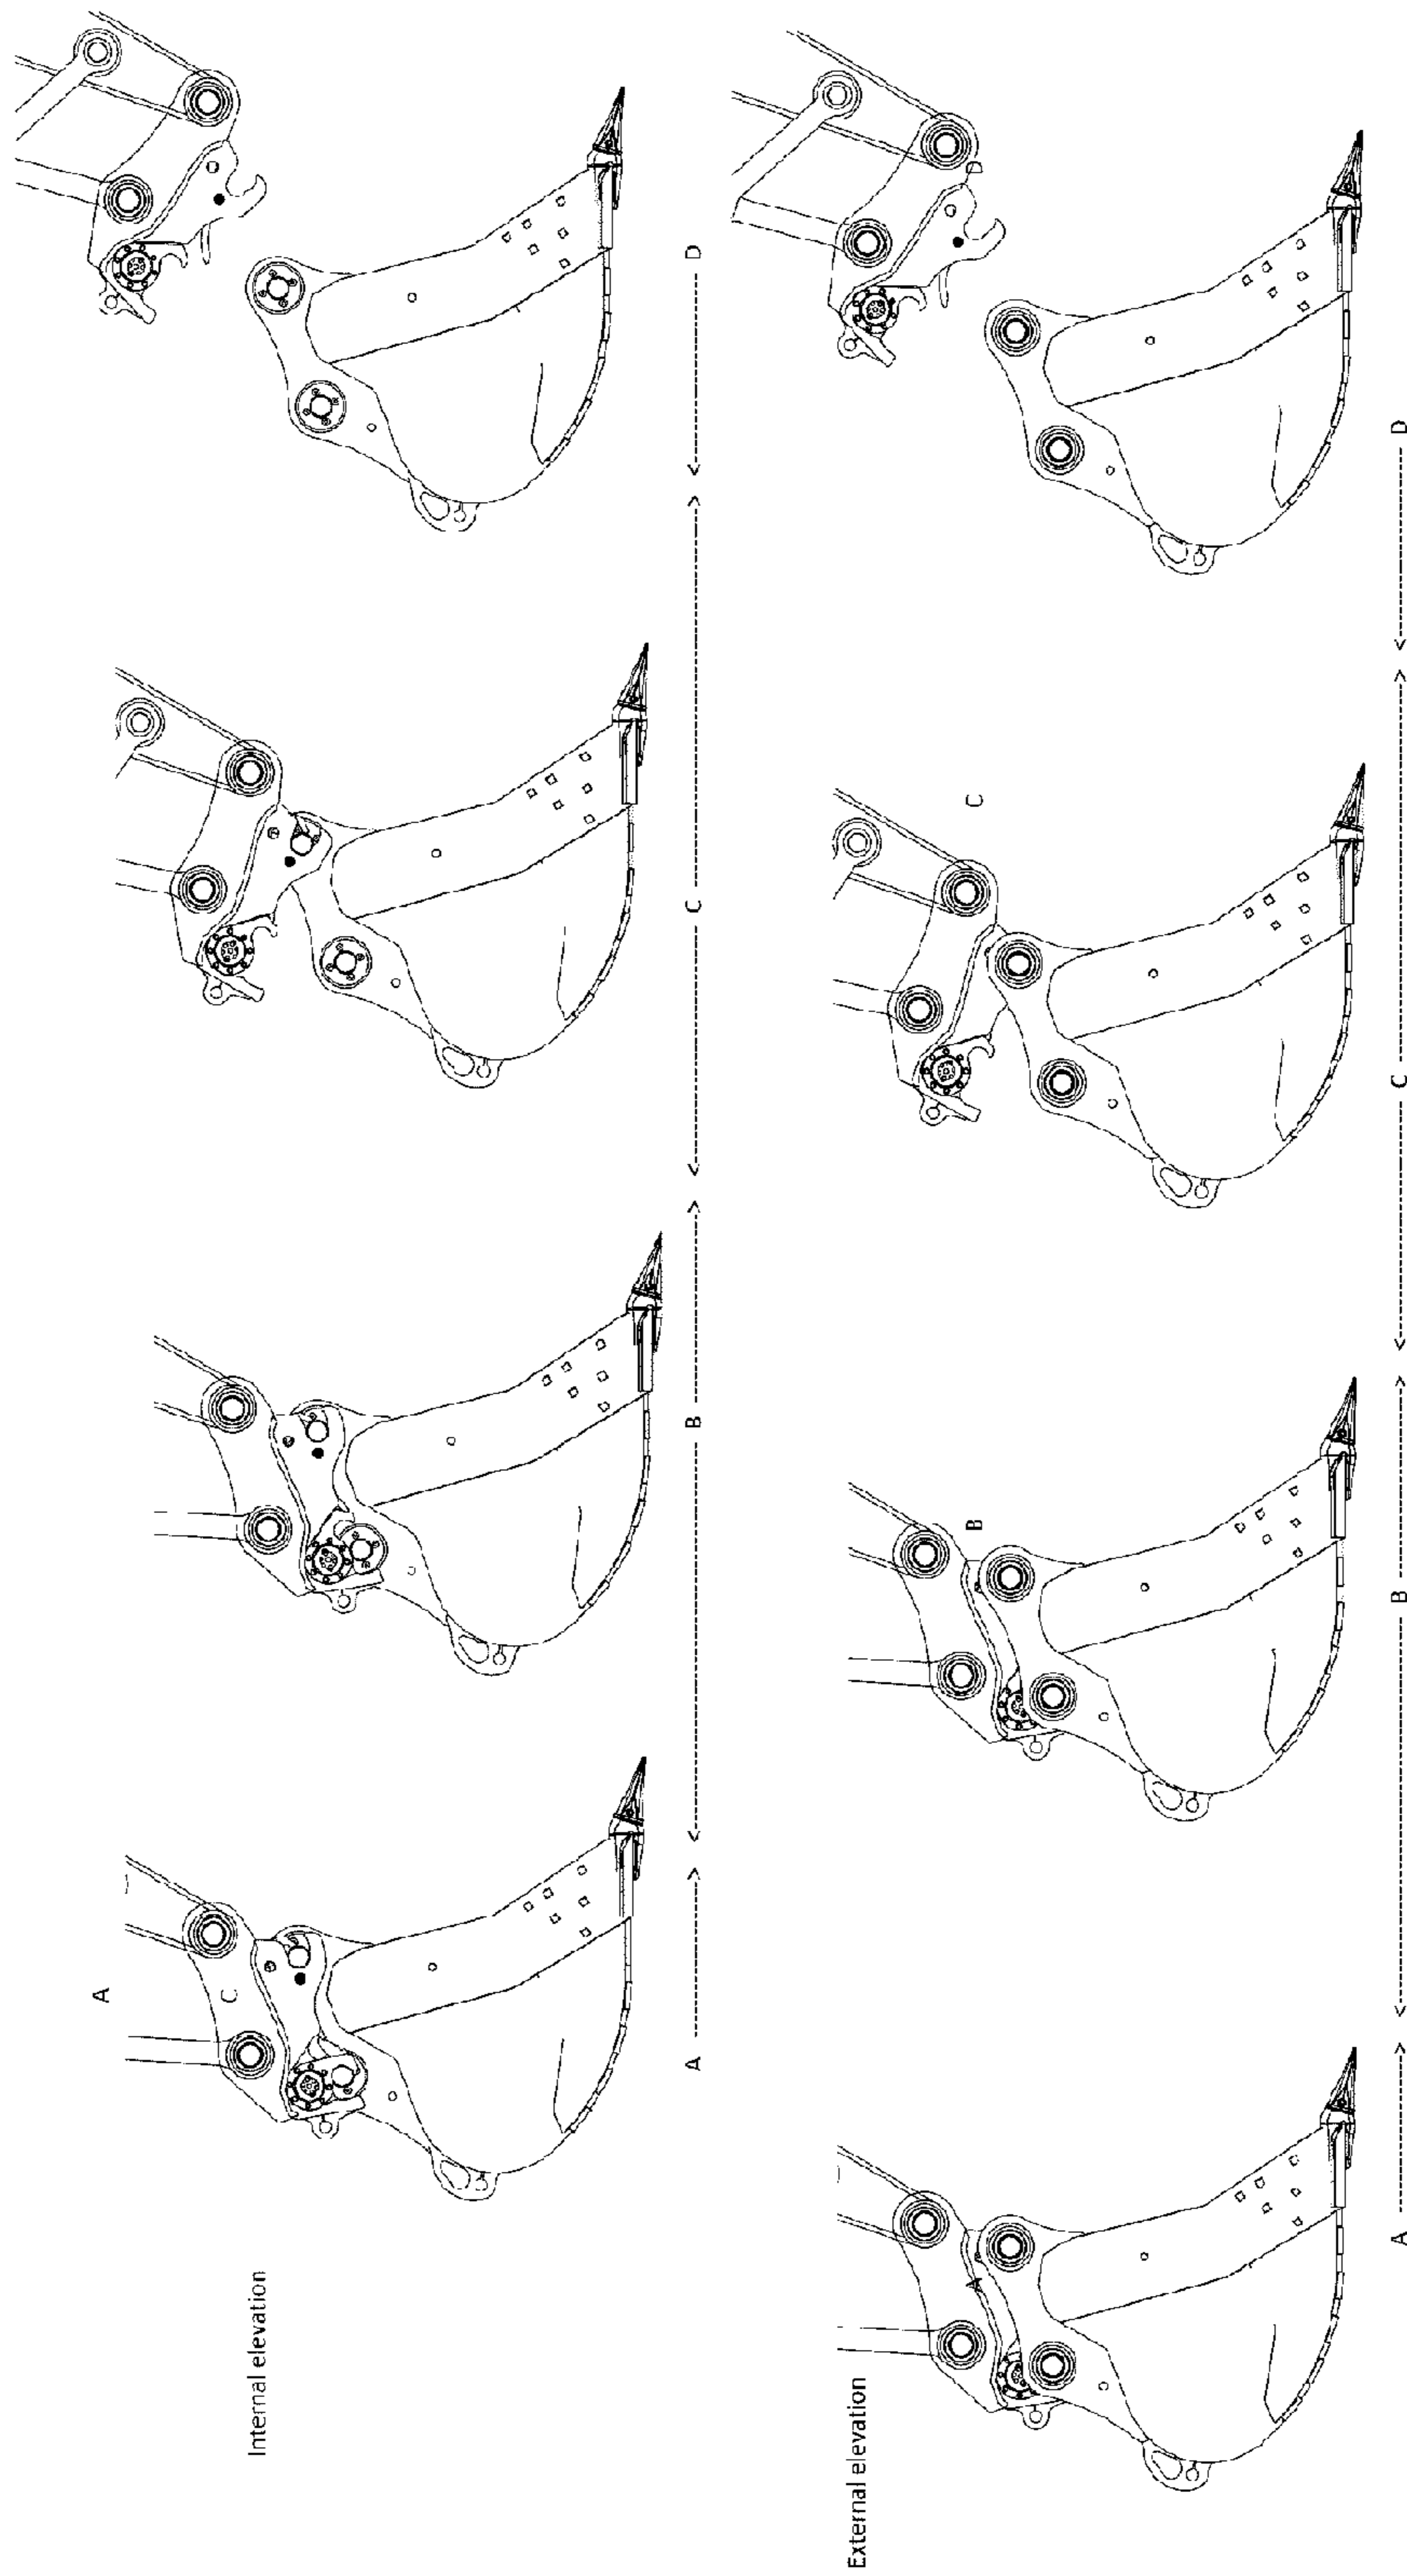 A
C
Internal elevation
A B C D
External elevation
A B C D
A B C D